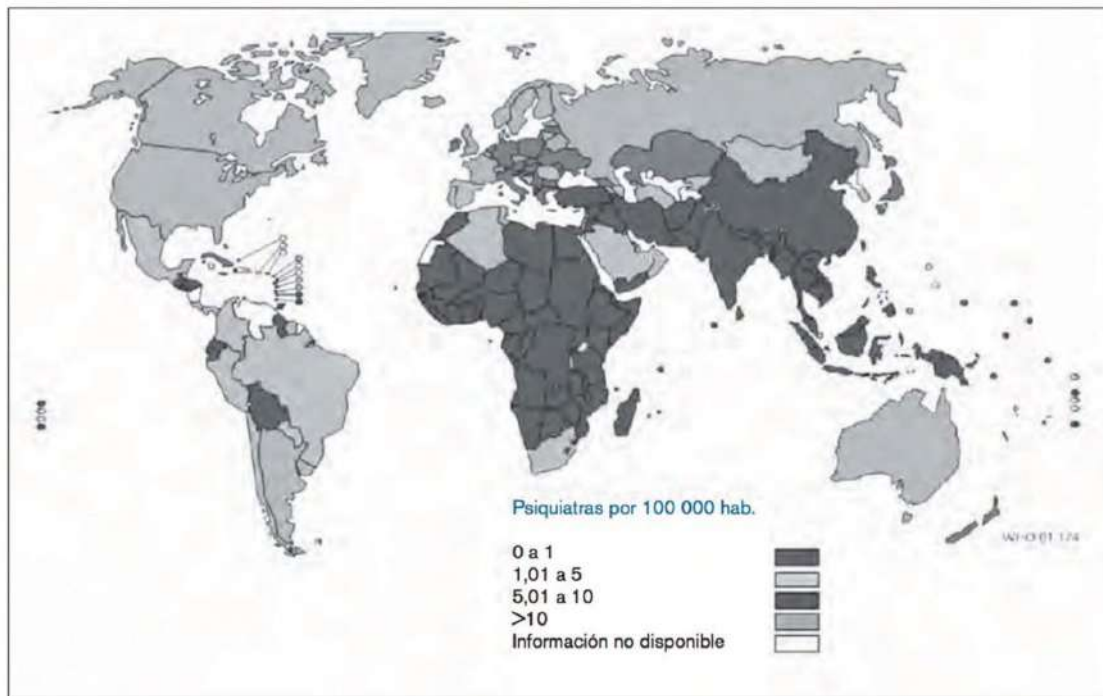 Psiquiatras por 100 000 hab.
0 a 1
1,01 a 5
5,01 a 10
>10
Información no disponible
WHO 01.174